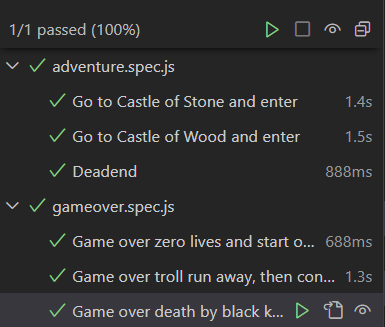 1/1 passed (100%)
adventure.spec.js
Go to Castle of Stone and enter 1.4s
Go to Castle of Wood and enter 1.5s
Deadend 888ms
gameover.spec.js
Game over zero lives and start o... 688ms
Game over troll run away, then con... 1.3s
Game over death by black k...